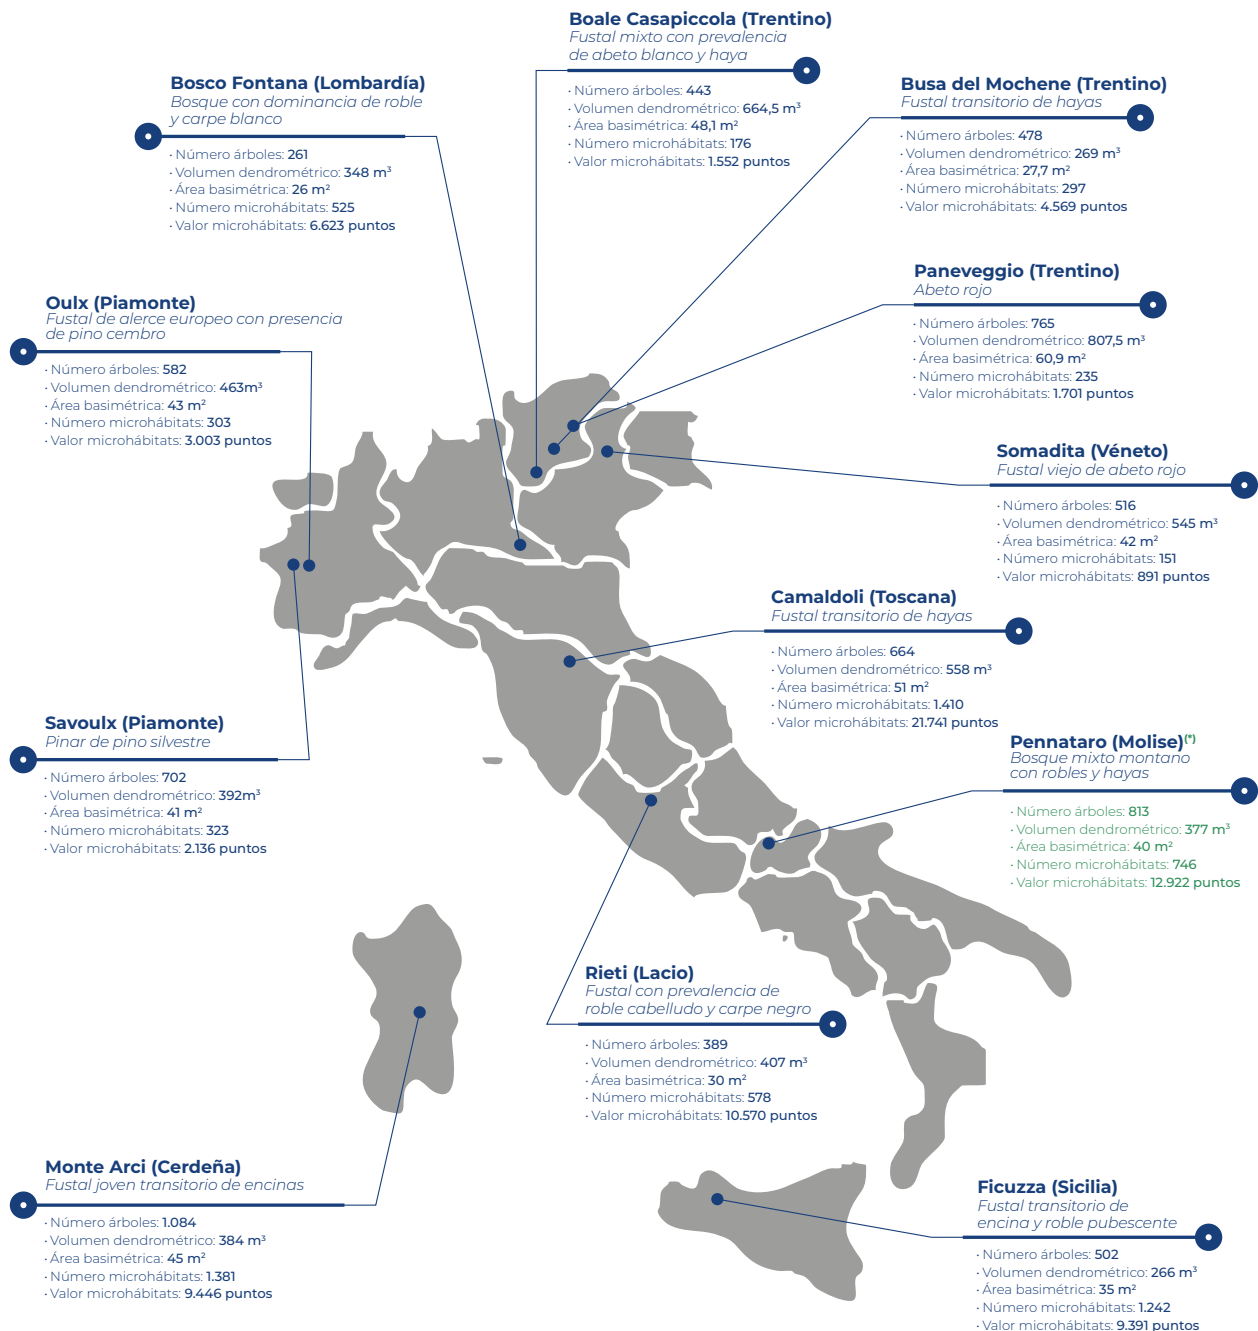 Boale Casapiccola (Trentino)
Fustal mixto con prevalencia
de abeto blanco y haya
· Número árboles: 443
· Volumen dendrométrico: 664,5 m³
· Área basimétrica: 48,1 m²
· Número microhábitats: 176
· Valor microhábitats: 1.552 puntos
Bosco Fontana (Lombardía)
Bosque con dominancia de roble
y carpe blanco
· Número árboles: 261
· Volumen dendrométrico: 348 m³
· Área basimétrica: 26 m²
· Número microhábitats: 525
· Valor microhábitats: 6.623 puntos
Busa del Mochene (Trentino)
Fustal transitorio de hayas
· Número árboles: 478
· Volumen dendrométrico: 269 m³
· Área basimétrica: 27,7 m²
· Número microhábitats: 297
· Valor microhábitats: 4.569 puntos
Paneveggio (Trentino)
Abeto rojo
· Número árboles: 765
· Volumen dendrométrico: 807,5 m³
· Área basimétrica: 60,9 m²
· Número microhábitats: 235
· Valor microhábitats: 1.701 puntos
Oulx (Piamonte)
Fustal de alerce europeo con presencia
de pino cembro
· Número árboles: 582
· Volumen dendrométrico: 463m³
· Área basimétrica: 43 m²
· Número microhábitats: 303
· Valor microhábitats: 3.003 puntos
Somadita (Véneto)
Fustal viejo de abeto rojo
· Número árboles: 516
· Volumen dendrométrico: 545 m³
· Área basimétrica: 42 m²
· Número microhábitats: 151
· Valor microhábitats: 891 puntos
Camaldoli (Toscana)
Fustal transitorio de hayas
· Número árboles: 664
· Volumen dendrométrico: 558 m³
· Área basimétrica: 51 m²
· Número microhábitats: 1.410
· Valor microhábitats: 21.741 puntos
Savoulx (Piamonte)
Pinar de pino silvestre
· Número árboles: 702
· Volumen dendrométrico: 392m³
· Área basimétrica: 41 m²
· Número microhábitats: 323
· Valor microhábitats: 2.136 puntos
Pennataro (Molise)(*)
Bosque mixto montano
con robles y hayas
· Número árboles: 813
· Volumen dendrométrico: 377 m³
· Área basimétrica: 40 m²
· Número microhábitats: 746
· Valor microhábitats: 12.922 puntos
Rieti (Lacio)
Fustal con prevalencia de
roble cabelludo y carpe negro
· Número árboles: 389
· Volumen dendrométrico: 407 m³
· Área basimétrica: 30 m²
· Número microhábitats: 578
· Valor microhábitats: 10.570 puntos
Monte Arci (Cerdeña)
Fustal joven transitorio de encinas
· Número árboles: 1.084
· Volumen dendrométrico: 384 m³
· Área basimétrica: 45 m²
· Número microhábitats: 1.381
· Valor microhábitats: 9.446 puntos
Ficuzza (Sicilia)
Fustal transitorio de
encina y roble pubescente
· Número árboles: 502
· Volumen dendrométrico: 266 m³
· Área basimétrica: 35 m²
· Número microhábitats: 1.242
· Valor microhábitats: 9.391 puntos